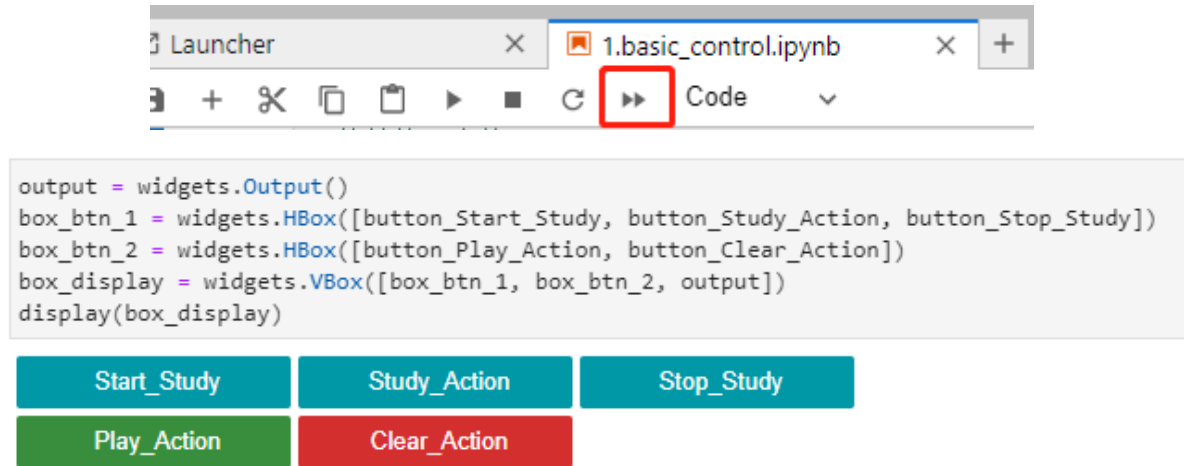 Launcher
1.basic_control.ipynb
Code
output = widgets.Output()
box_btn_1 = widgets.HBox([button_Start_Study, button_Study_Action, button_Stop_Study])
box_btn_2 = widgets.HBox([button_Play_Action, button_Clear_Action])
box_display = widgets.VBox([box_btn_1, box_btn_2, output])
display(box_display)
Start_Study Study_Action Stop_Study
Play_Action Clear_Action